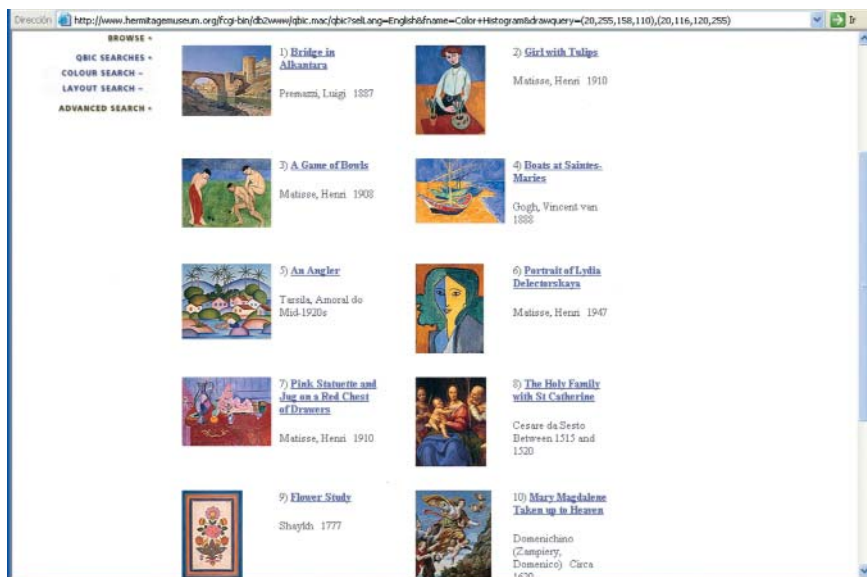 Dirección http://www.hermitagemuseum.org/fcgi-bin/db2www/qbic.mac/qbic?selLang=English&fname=Color+Histogram&drawquery=(20,255,158,110),(20,116,120,255) Ir
BROWSE +
QBIC SEARCHES +
COLOUR SEARCH –
LAYOUT SEARCH –
ADVANCED SEARCH +
1) Bridge in
Alkantara
Premazzi, Luigi 1887
2) Girl with Tulips
Matisse, Henri 1910
3) A Game of Bowls
Matisse, Henri 1908
4) Boats at Saintes-
Maries
Gogh, Vincent van
1888
5) An Angler
Tarsila, Amoral do
Mid-1920s
6) Portrait of Lydia
Delectorskaya
Matisse, Henri 1947
7) Pink Statuette and
Jug on a Red Chest
of Drawers
Matisse, Henri 1910
8) The Holy Family
with St Catherine
Cesare da Sesto
Between 1515 and
1520
9) Flower Study
Shaykh 1777
10) Mary Magdalene
Taken up to Heaven
Domenichino
(Zampiery,
Domenico) Circa
1620